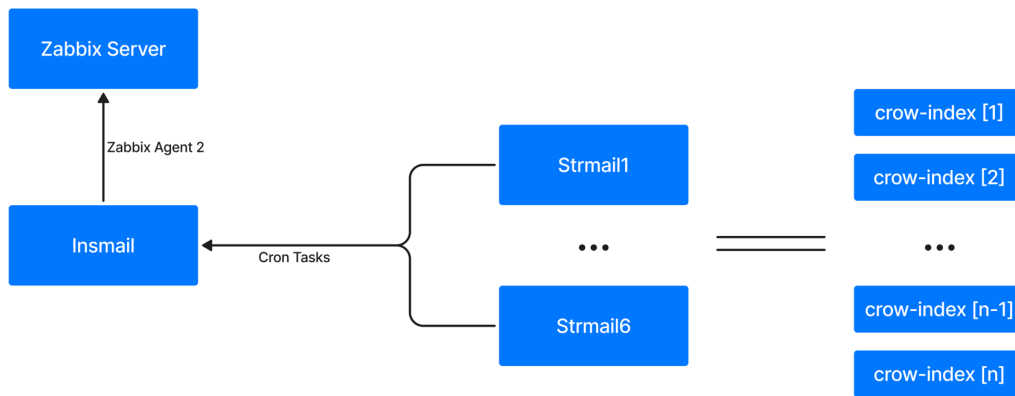 Zabbix Server
Zabbix Agent 2
Insmail
Cron Tasks
Strmail1
...
Strmail6
crow-index [1]
crow-index [2]
...
crow-index [n-1]
crow-index [n]